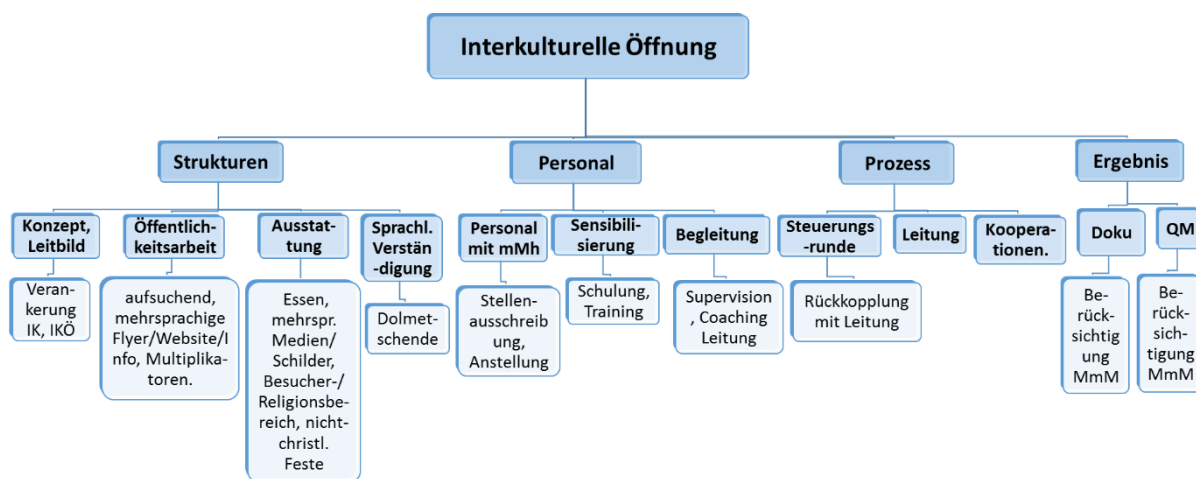 Interkulturelle Öffnung
Strukturen
Personal
Prozess
Ergebnis
Konzept,
Leitbild
Öffentlich-
keitsarbeit
Ausstat-
tung
Sprachl.
Verstän
-digung
Personal
mit mMh
Sensibili-
sierung
Begleitung
Steuerungs
-runde
Leitung
Koopera-
tionen.
Doku
QM
Veran-
kerung
IK, IKÖ
aufsuchend,
mehrsprachige
Flyer/Website/I
nfo, Multiplika-
toren.
Essen,
mehrspr.
Medien/
Schilder,
Besucher-/
Religionsbe-
reich, nicht-
christl.
Feste
Dolmet-
schende
Stellen-
ausschreib
ung,
Anstellung
Schulung,
Training
Supervision
, Coaching
Leitung
Rückkopplung
mit Leitung
Be-
rück-
sichtig
ung
MmM
Be-
rück-
sich-
tigung
MmM